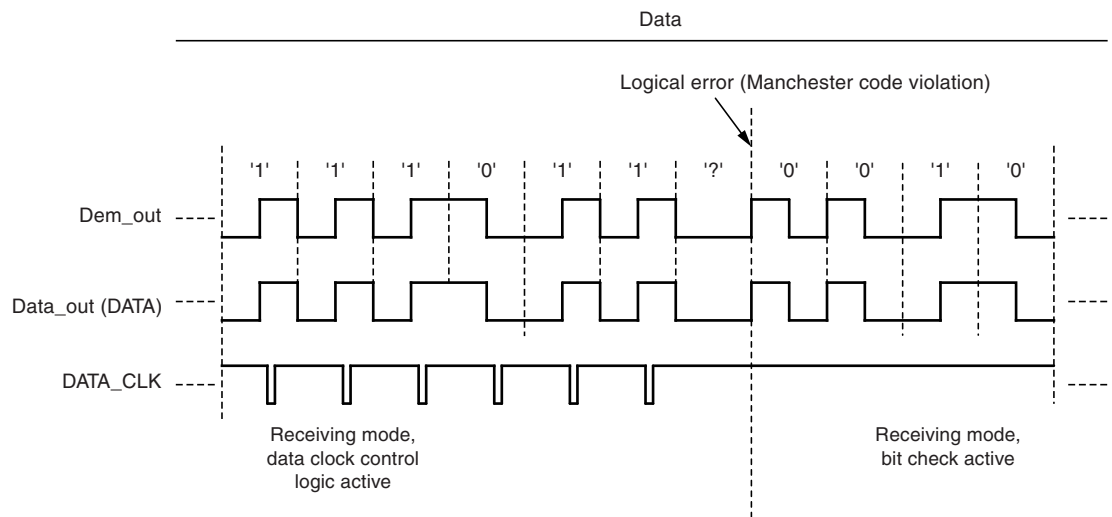 Data
Logical error (Manchester code violation)
'1' '1' '1' '0' '1' '1' '?' '0' '0' '1' '0'
Dem_out
Data_out (DATA)
DATA_CLK
Receiving mode,
data clock control
logic active
Receiving mode,
bit check active